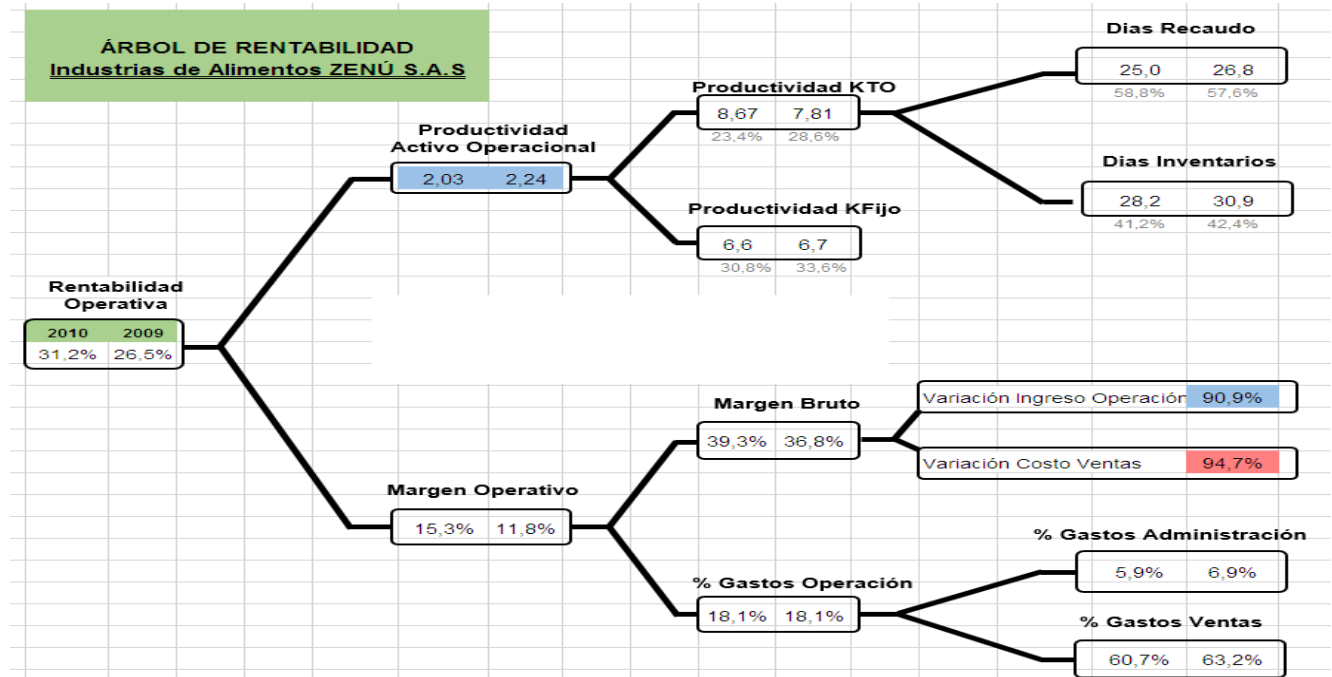 ÁRBOL DE RENTABILIDAD
Industrias de Alimentos ZENÚ S.A.S
Dias Recaudo
25,0 26,8
58,8% 57,6%
Productividad KTO
8,67 7,81
23,4% 28,6%
Productividad
Activo Operacional
2,03 2,24
Dias Inventarios
28,2 30,9
41,2% 42,4%
Productividad KFijo
6,6 6,7
30,8% 33,6%
Rentabilidad
Operativa
2010 2009
31,2% 26,5%
Margen Bruto
39,3% 36,8%
Variación Ingreso Operación 90,9%
Variación Costo Ventas 94,7%
Margen Operativo
15,3% 11,8%
% Gastos Administración
5,9% 6,9%
% Gastos Operación
18,1% 18,1%
% Gastos Ventas
60,7% 63,2%